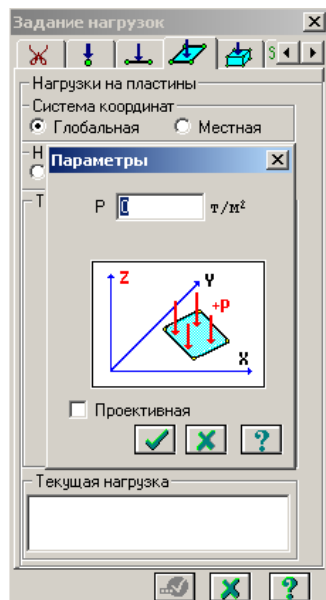 Задание нагрузок
S
Нагрузки на пластины
Система координат
Глобальная Местная
Н
Параметры
Т
P 0 т/м²
Z
Y
+P
X
Проективная
?
Текущая нагрузка
?